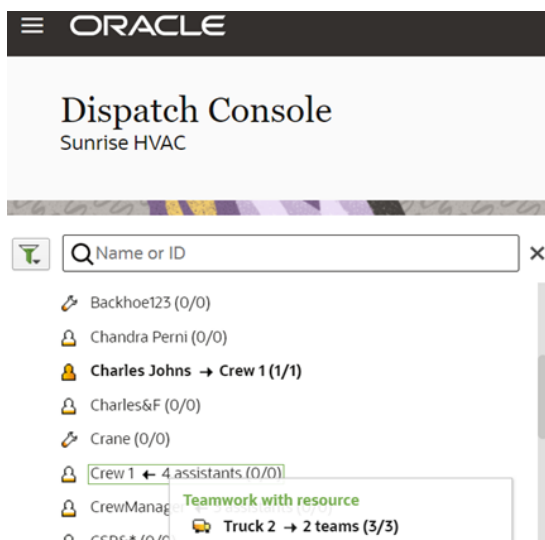 ORACLE
Dispatch Console
Sunrise HVAC
Name or ID
Backhoe123 (0/0)
Chandra Perni (0/0)
Charles Johns → Crew 1 (1/1)
Charles&F (0/0)
Crane (0/0)
Crew 1 ← 4 assistants (0/0)
CrewManage
Teamwork with resource
Truck 2 → 2 teams (3/3)